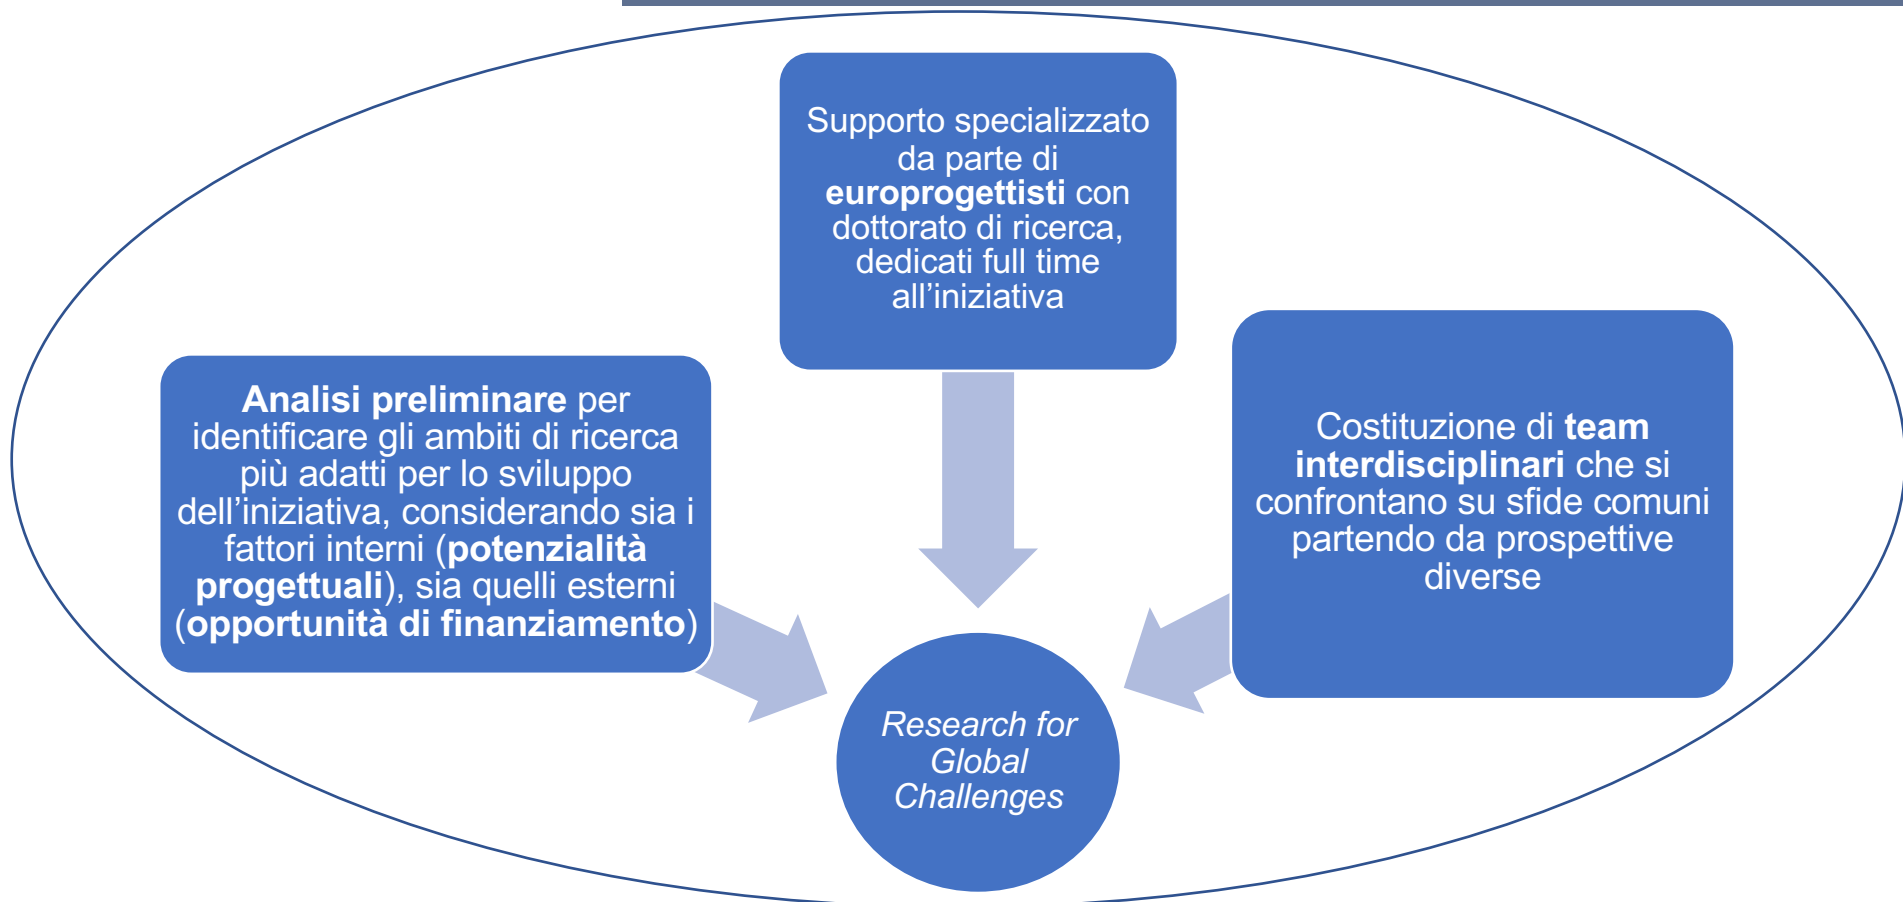 Supporto specializzato
da parte di
europrogettisti con
dottorato di ricerca,
dedicati full time
all’iniziativa
Analisi preliminare per
identificare gli ambiti di ricerca
più adatti per lo sviluppo
dell’iniziativa, considerando sia i
fattori interni (potenzialità
progettuali), sia quelli esterni
(opportunità di finanziamento)
Costituzione di team
interdisciplinari che si
confrontano su sfide comuni
partendo da prospettive
diverse
Research for
Global
Challenges